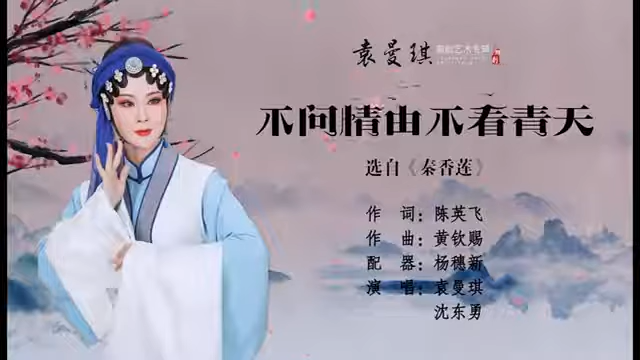 袁曼琪
不问情由不看青天
选自《秦香莲》
作 词：陈英飞
作 曲：黄钦赐
配 器：杨穗新
演 唱：袁曼琪
沈东勇